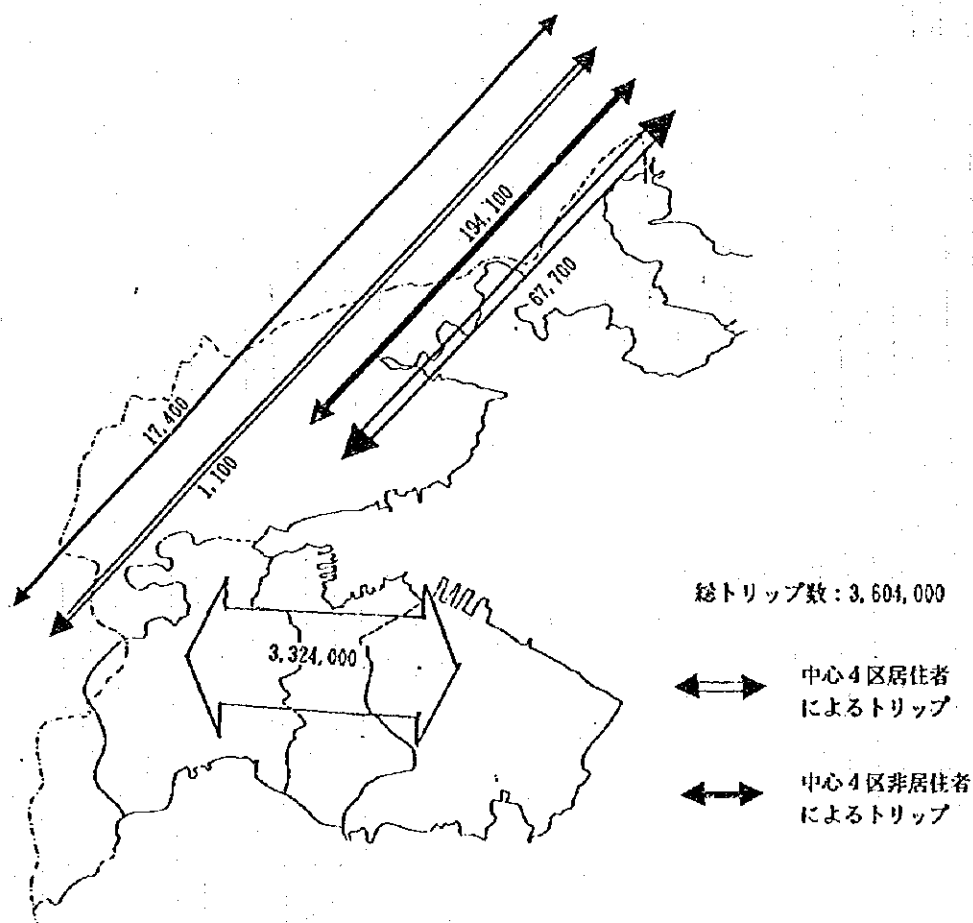 194,100
67,700
17,400
1,100
総トリップ数:3,604,000
3,324,000
中心4区居住者
によるトリップ
中心4区非居住者
によるトリップ